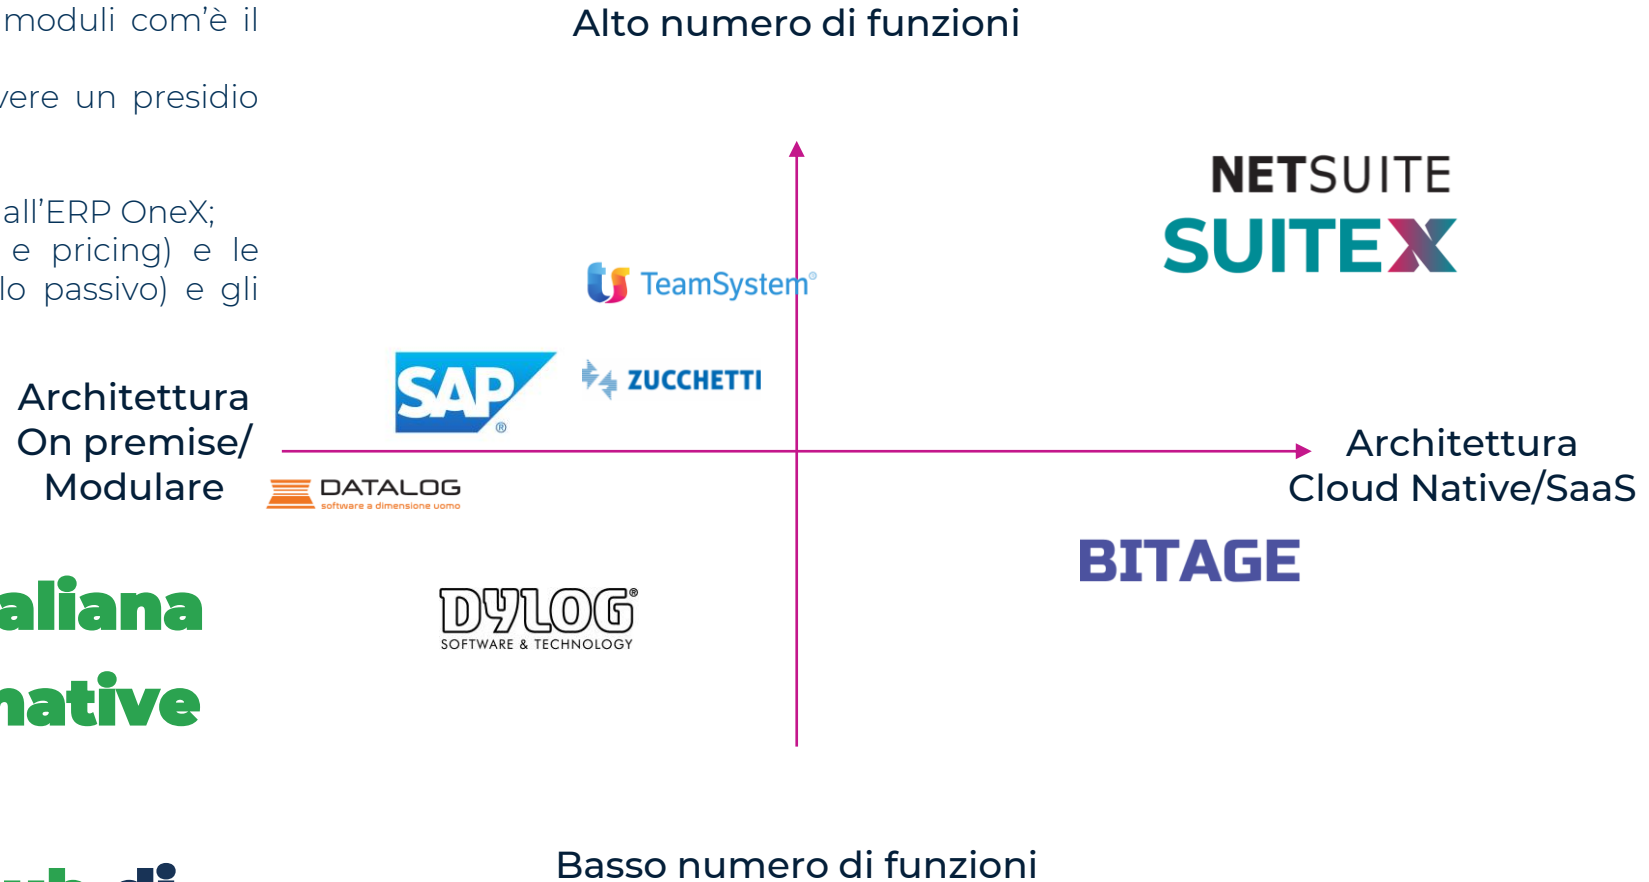 moduli com’è il
vere un presidio
all’ERP OneX;
e pricing) e le
lo passivo) e gli
aliana
native
di
Alto numero di funzioni
NETSUITE
SUITEX
TeamSystem®
SAP®
ZUCCHETTI
Architettura
On premise/
Modulare
Architettura
Cloud Native/SaaS
DATALOG
software a dimensione uomo
BITAGE
DYLOG®
SOFTWARE & TECHNOLOGY
Basso numero di funzioni